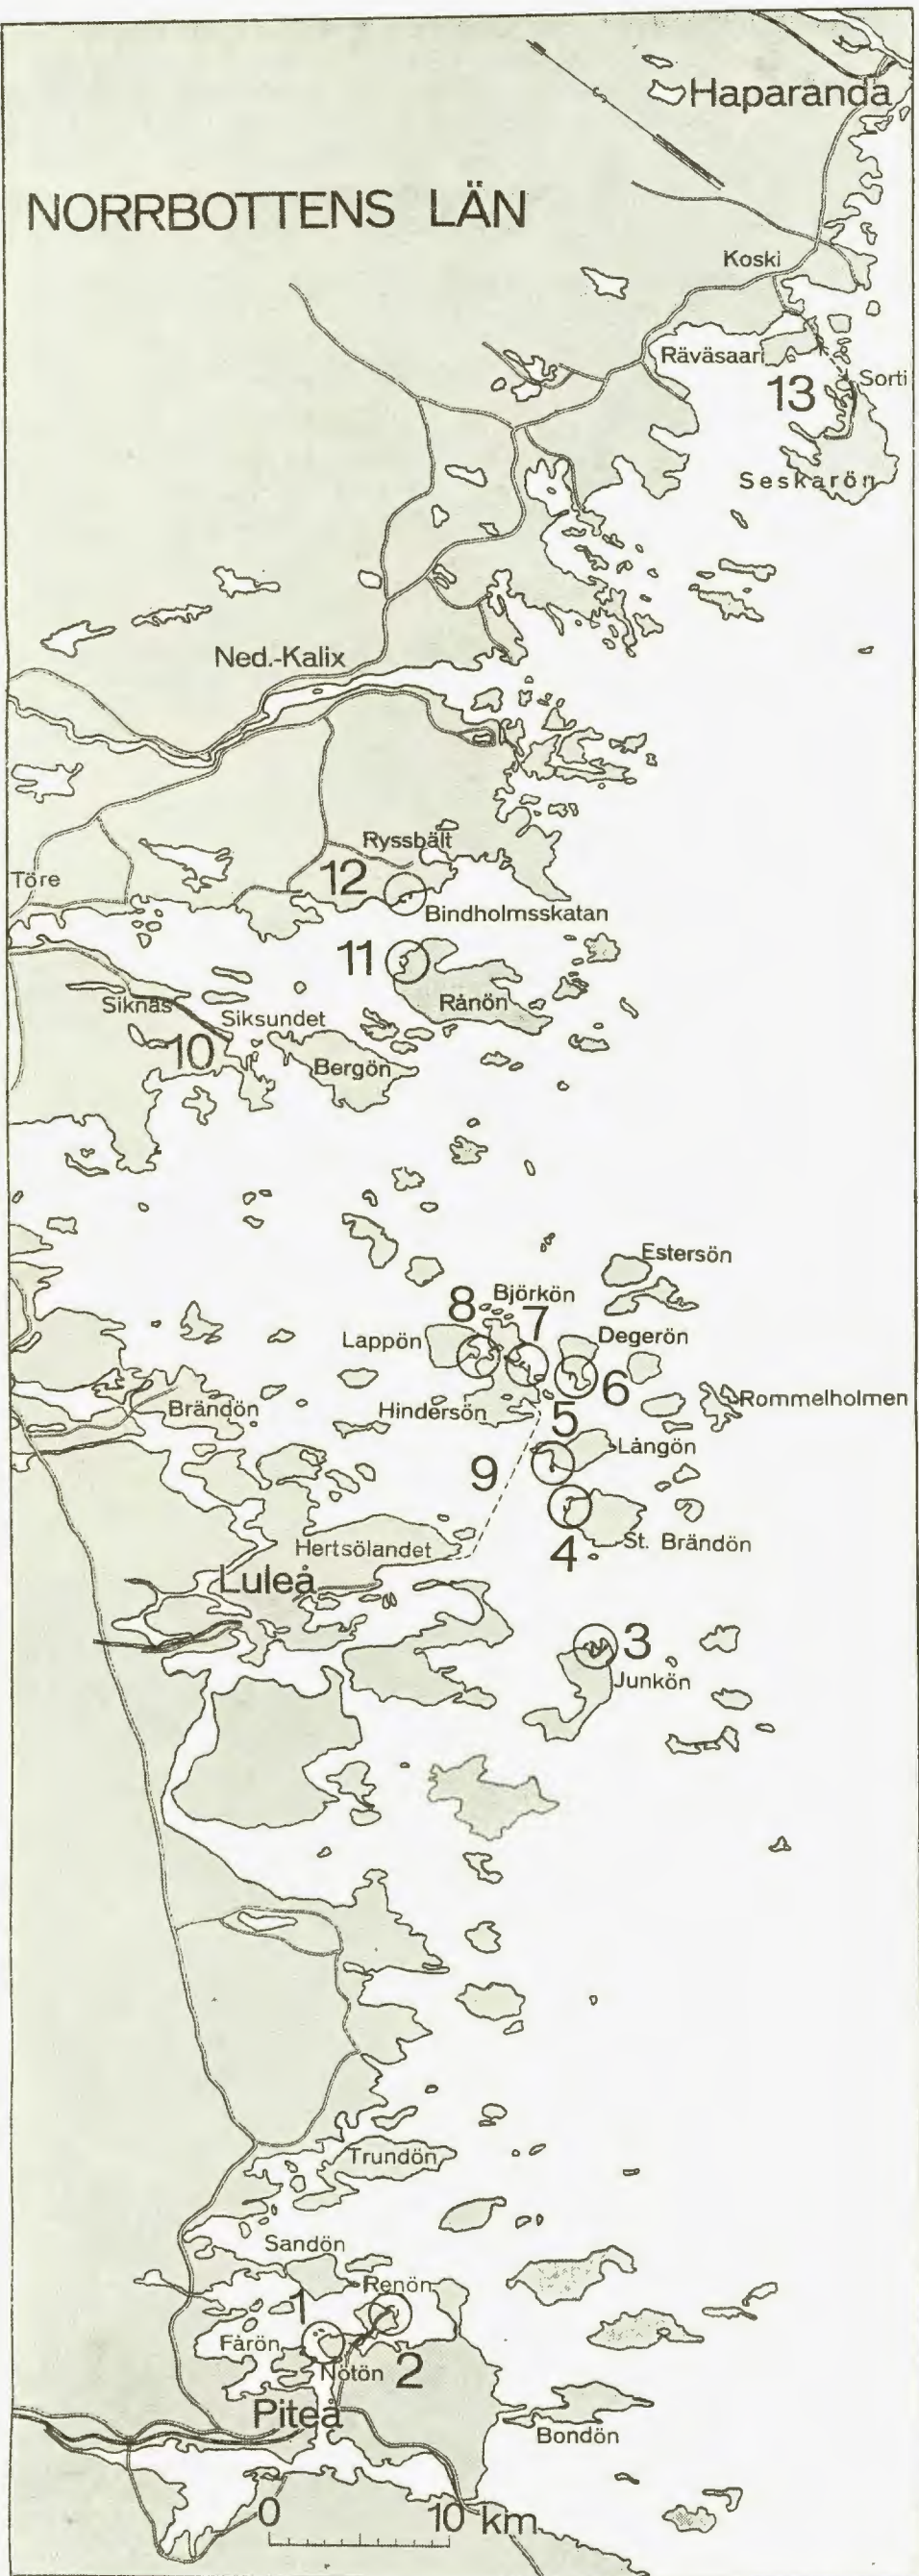 Haparanda
NORRBOTTENS LÄN
Koski
Räväsaari
13
Sorti
Seskarön
Ned.-Kalix
Ryssbält
12
Töre
Bindholmsskatan
11
Rånön
Siknäs
Siksundet
10
Bergön
Estersön
8
Björkön
7
Lappön
Degerön
6
Rommelholmen
Brändön
Hindersön
5
Långön
9
Hertsölandet
4
St. Brändön
Luleå
3
Junkön
Trundön
Sandön
Renön
1
Fårön
Nötön
2
Piteå
Bondön
0
10 km